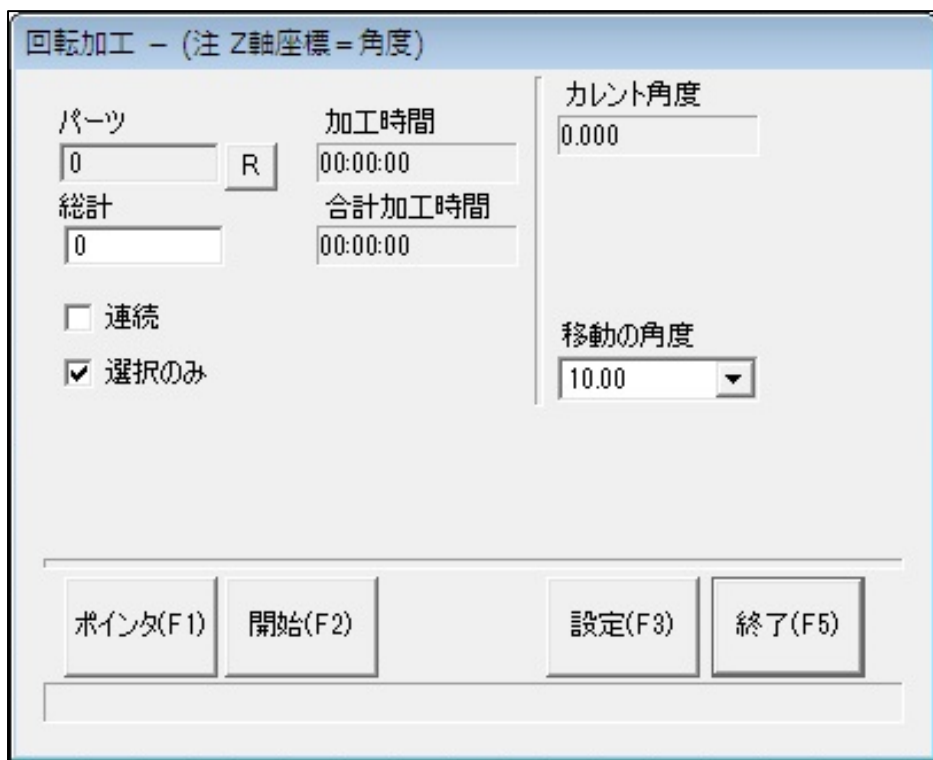 回転加工 － (注 Z軸座標＝角度)
パーツ
0
R
加工時間
00:00:00
総計
0
合計加工時間
00:00:00
連続
選択のみ
カレント角度
0.000
移動の角度
10.00
ポインタ(F1)
開始(F2)
設定(F3)
終了(F5)